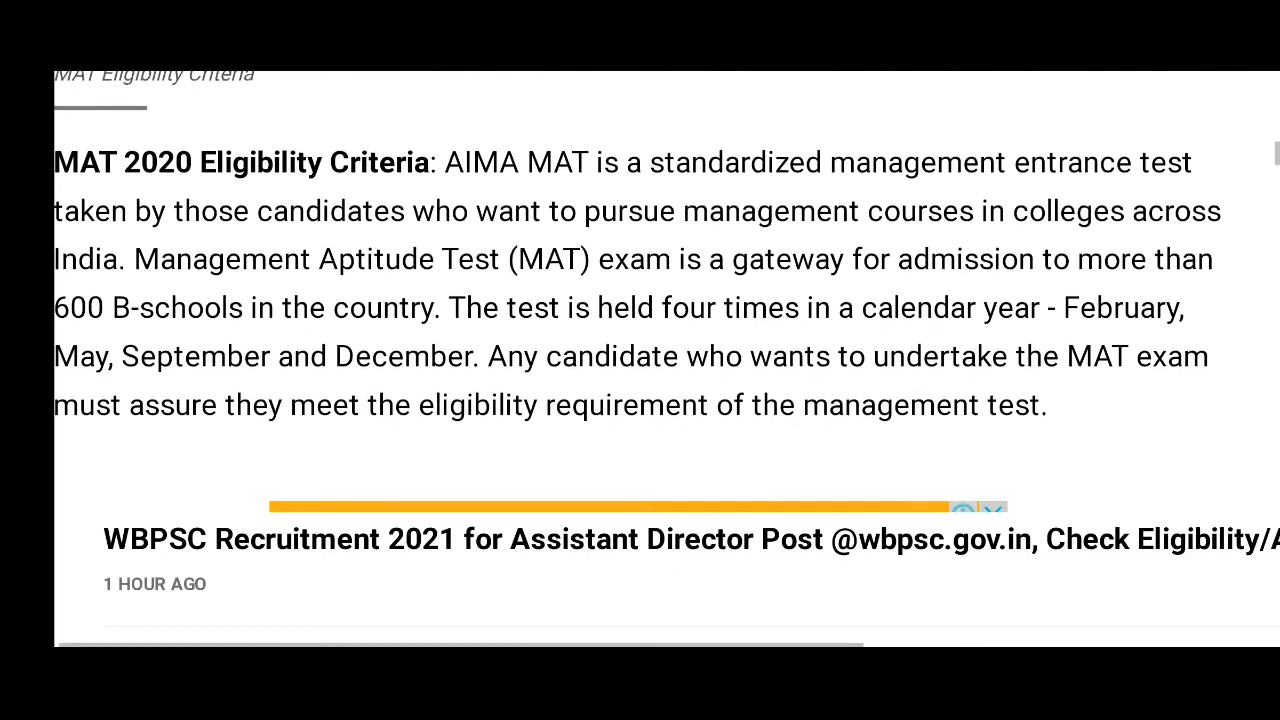 MAT Eligibility Criteria
MAT 2020 Eligibility Criteria: AIMA MAT is a standardized management entrance test
taken by those candidates who want to pursue management courses in colleges across
India. Management Aptitude Test (MAT) exam is a gateway for admission to more than
600 B-schools in the country. The test is held four times in a calendar year - February,
May, September and December. Any candidate who wants to undertake the MAT exam
must assure they meet the eligibility requirement of the management test.
WBPSC Recruitment 2021 for Assistant Director Post @wbpsc.gov.in, Check Eligibility/A
1 HOUR AGO